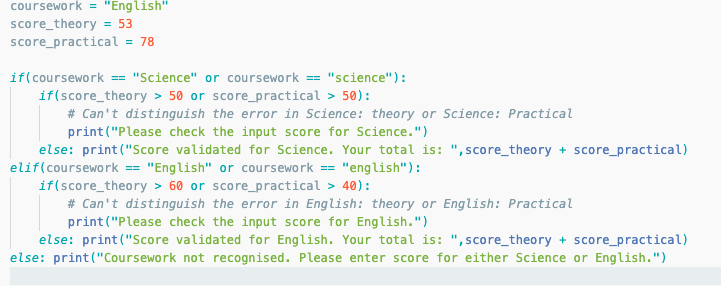 coursework = "English"
score_theory = 53
score_practical = 78
if(coursework == "Science" or coursework == "science"):
if(score_theory > 50 or score_practical > 50):
# Can't distinguish the error in Science: theory or Science: Practical
print("Please check the input score for Science.")
else: print("Score validated for Science. Your total is: ",score_theory + score_practical)
elif(coursework == "English" or coursework == "english"):
if(score_theory > 60 or score_practical > 40):
# Can't distinguish the error in English: theory or English: Practical
print("Please check the input score for English.")
else: print("Score validated for English. Your total is: ",score_theory + score_practical)
else: print("Coursework not recognised. Please enter score for either Science or English.")